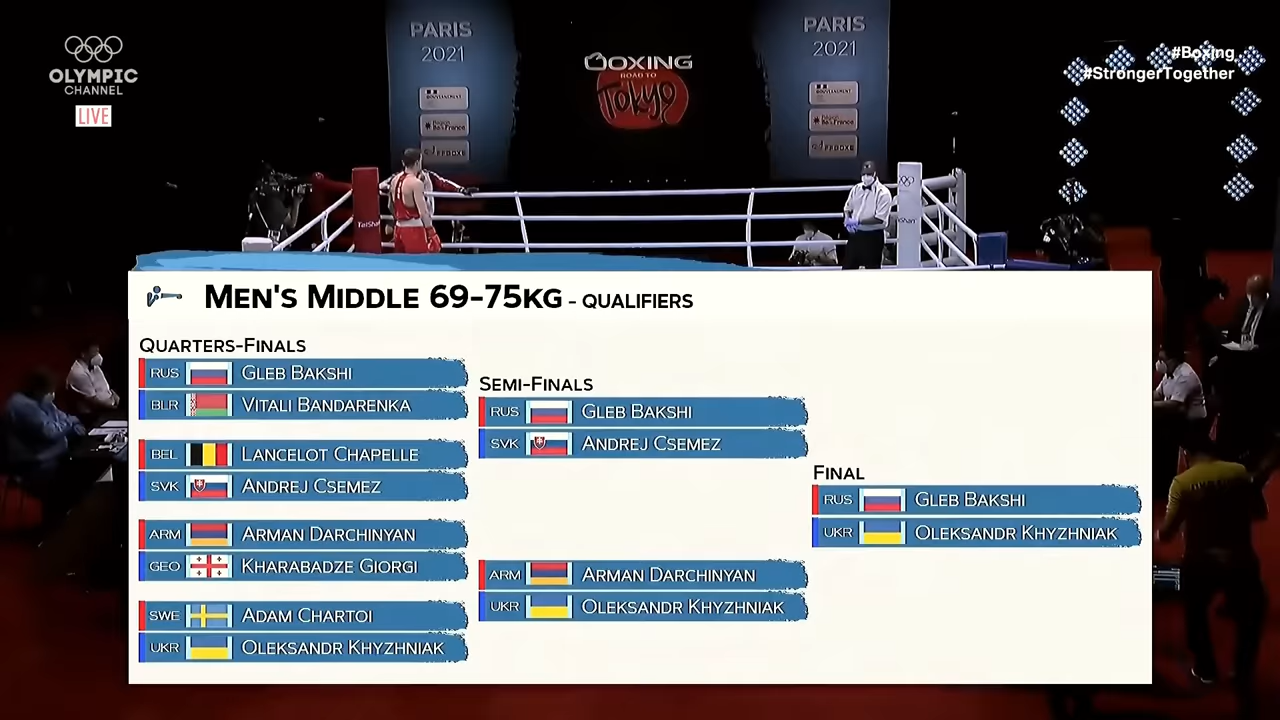 OLYMPIC
CHANNEL
LIVE
PARIS
2021
BOXING
ROAD TO
TOKYO
PARIS
2021
#Boxing
#StrongerTogether
TaiShan
MEN'S MIDDLE 69-75KG - QUALIFIERS
QUARTERS-FINALS
RUS GLEB BAKSHI
BLR VITALI BANDARENKA
BEL LANCELOT CHAPELLE
SVK ANDREJ CSEMEZ
ARM ARMAN DARCHINYAN
GEO KHARABADZE GIORGI
SWE ADAM CHARTOI
UKR OLEKSANDR KHYZHNIAK
SEMI-FINALS
RUS GLEB BAKSHI
SVK ANDREJ CSEMEZ
ARM ARMAN DARCHINYAN
UKR OLEKSANDR KHYZHNIAK
FINAL
RUS GLEB BAKSHI
UKR OLEKSANDR KHYZHNIAK